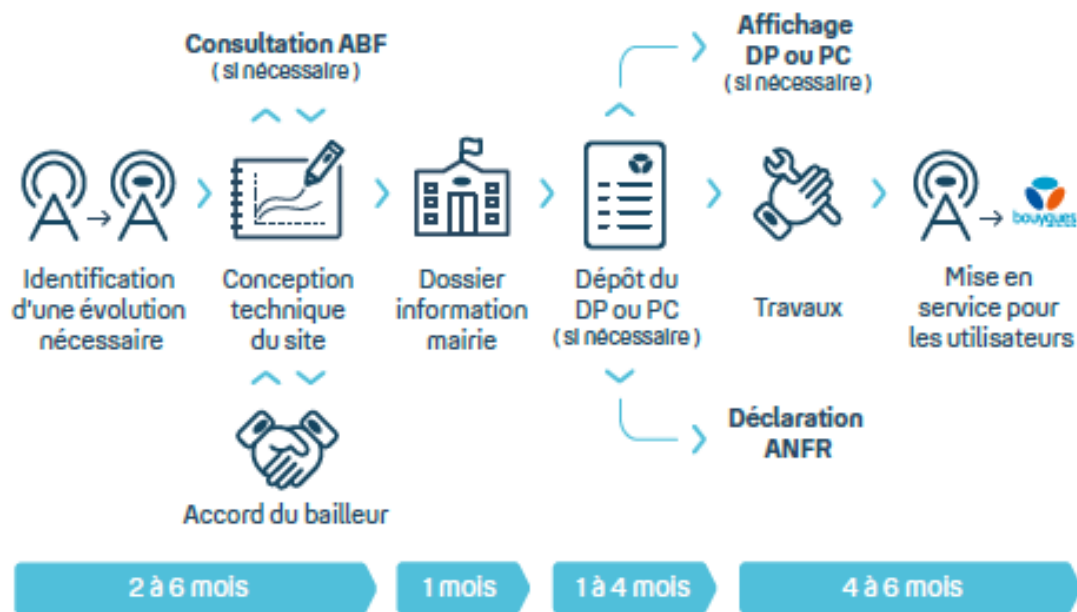 Consultation ABF
( si nécessaire )
Affichage
DP ou PC
( si nécessaire )
bouygues
Identification
d'une évolution
nécessaire
Conception
technique
du site
Dossier
information
mairie
Dépôt du
DP ou PC
( si nécessaire )
Travaux
Mise en
service pour
les utilisateurs
Accord du bailleur
Déclaration
ANFR
2 à 6 mois
1 mois
1 à 4 mois
4 à 6 mois